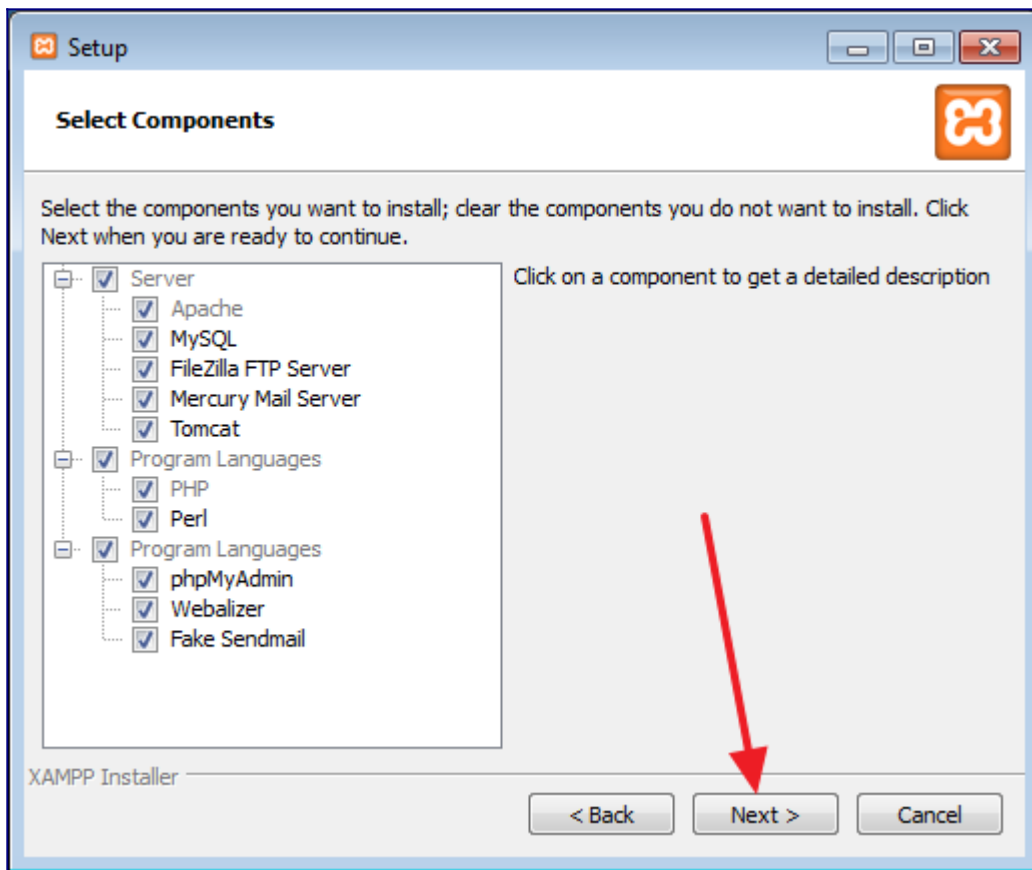 Setup
Select Components
Select the components you want to install; clear the components you do not want to install. Click
Next when you are ready to continue.
Server
Apache
MySQL
FileZilla FTP Server
Mercury Mail Server
Tomcat
Program Languages
PHP
Perl
Program Languages
phpMyAdmin
Webalizer
Fake Sendmail
Click on a component to get a detailed description
XAMPP Installer
< Back
Next >
Cancel